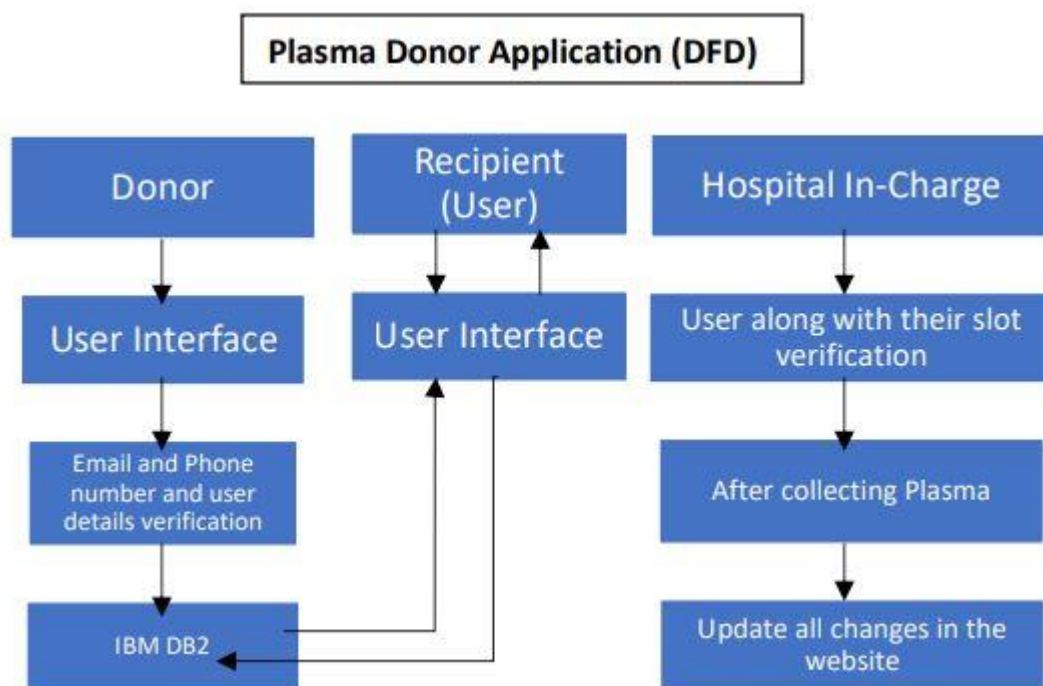 Plasma Donor Application (DFD)
Donor
User Interface
Email and Phone
number and user
details verification
IBM DB2
Recipient
(User)
User Interface
Hospital In-Charge
User along with their slot
verification
After collecting Plasma
Update all changes in the
website